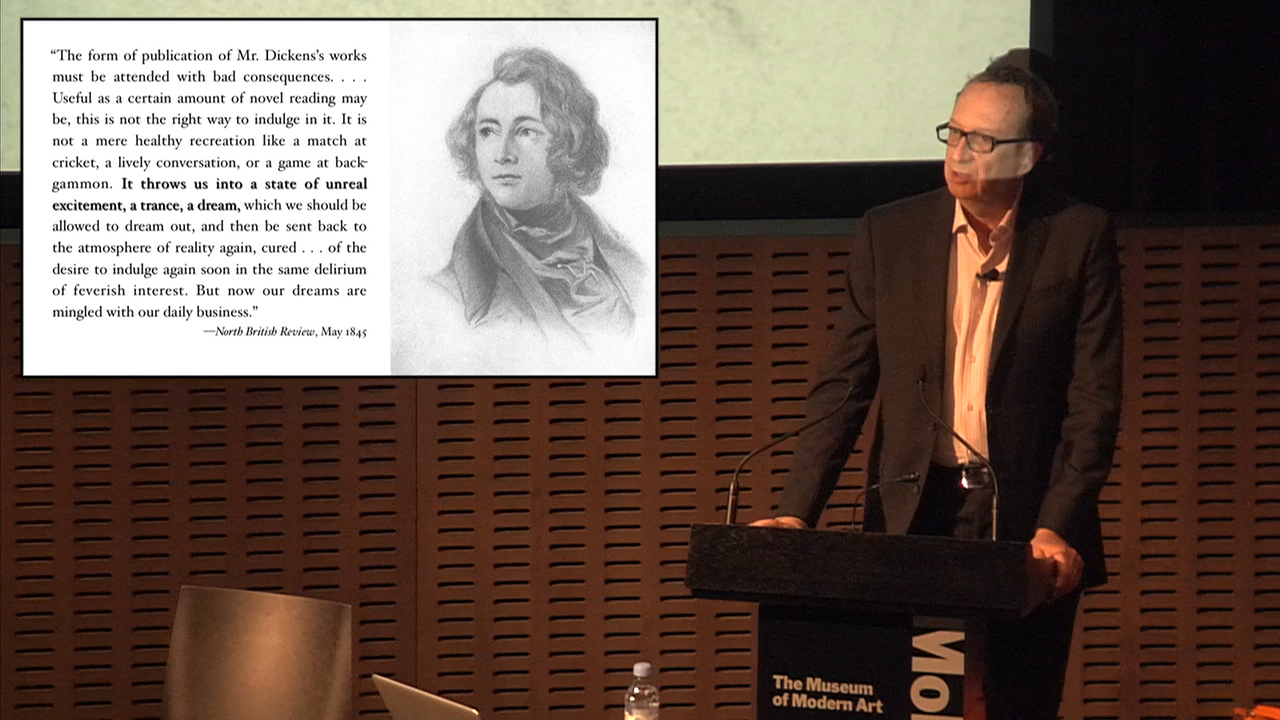 “The form of publication of Mr. Dickens’s works
must be attended with bad consequences. . . .
Useful as a certain amount of novel reading may
be, this is not the right way to indulge in it. It is
not a mere healthy recreation like a match at
cricket, a lively conversation, or a game at back-
gammon. It throws us into a state of unreal
excitement, a trance, a dream, which we should be
allowed to dream out, and then be sent back to
the atmosphere of reality again, cured . . . of the
desire to indulge again soon in the same delirium
of feverish interest. But now our dreams are
mingled with our daily business.”
—North British Review, May 1845
The Museum
of Modern Art
Mo